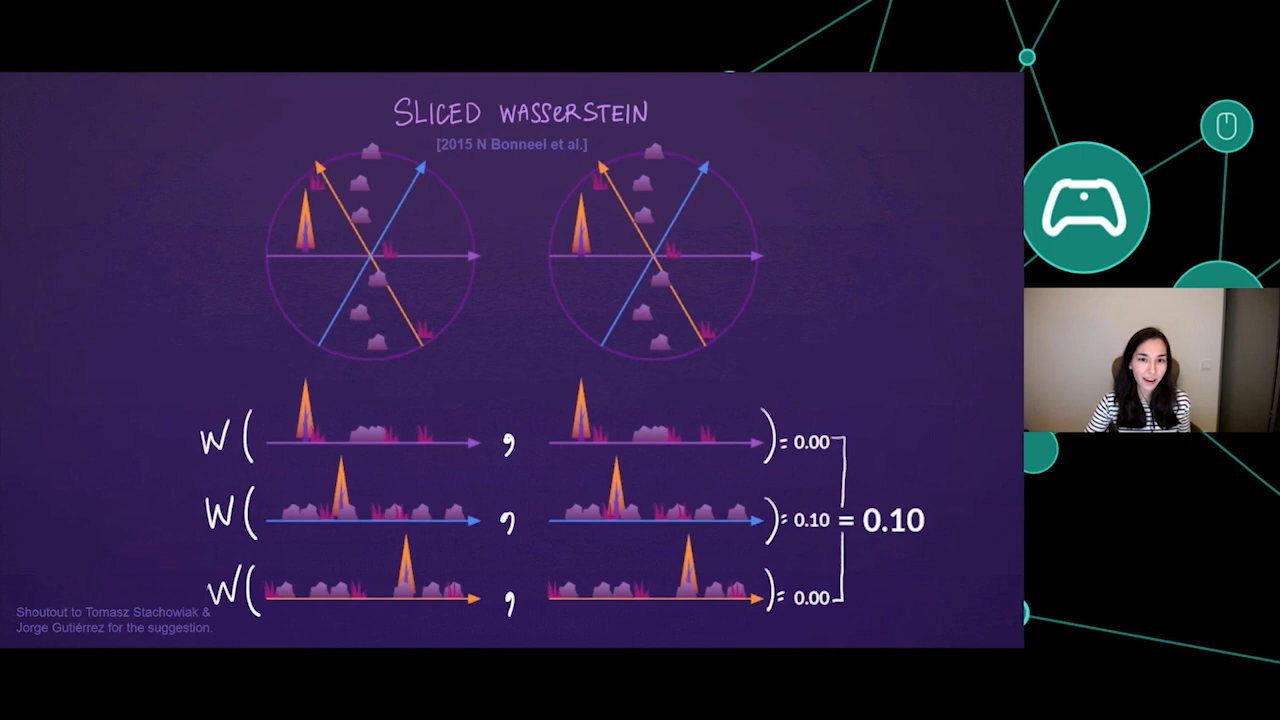 SLICED WASSERSTEIN
[2015 N Bonneel et al.]
W ( , ) = 0.00
W ( , ) = 0.10 = 0.10
W ( , ) = 0.00
Shoutout to Tomasz Stachowiak &
Jorge Gutiérrez for the suggestion.